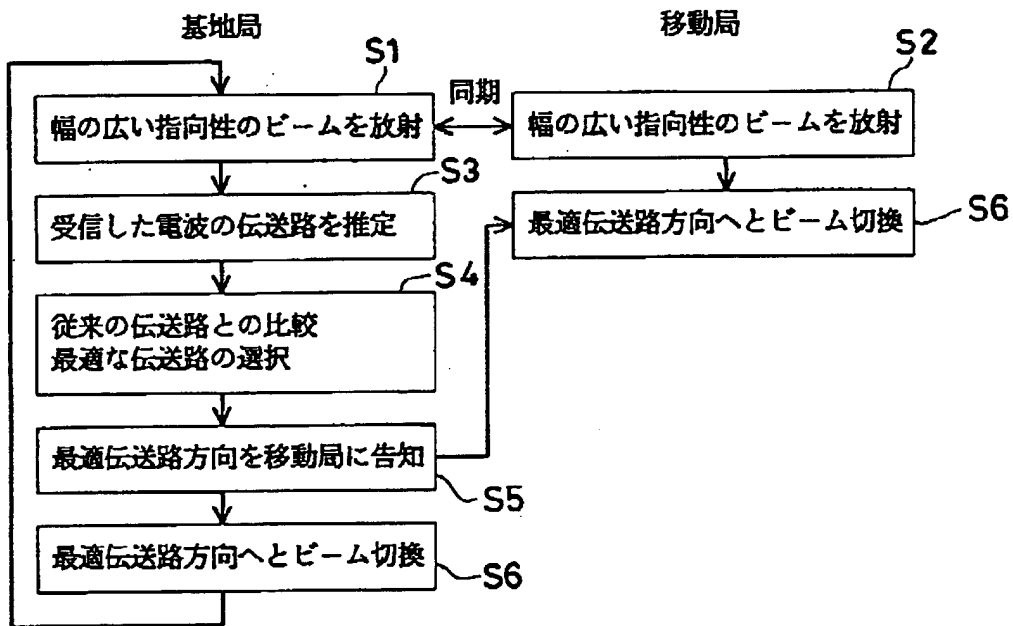 基地局
移動局
S1
S2
同期
幅の広い指向性のビームを放射
幅の広い指向性のビームを放射
S3
受信した電波の伝送路を推定
最適伝送路方向へとビーム切換
S6
S4
従来の伝送路との比較
最適な伝送路の選択
最適伝送路方向を移動局に告知
S5
最適伝送路方向へとビーム切換
S6